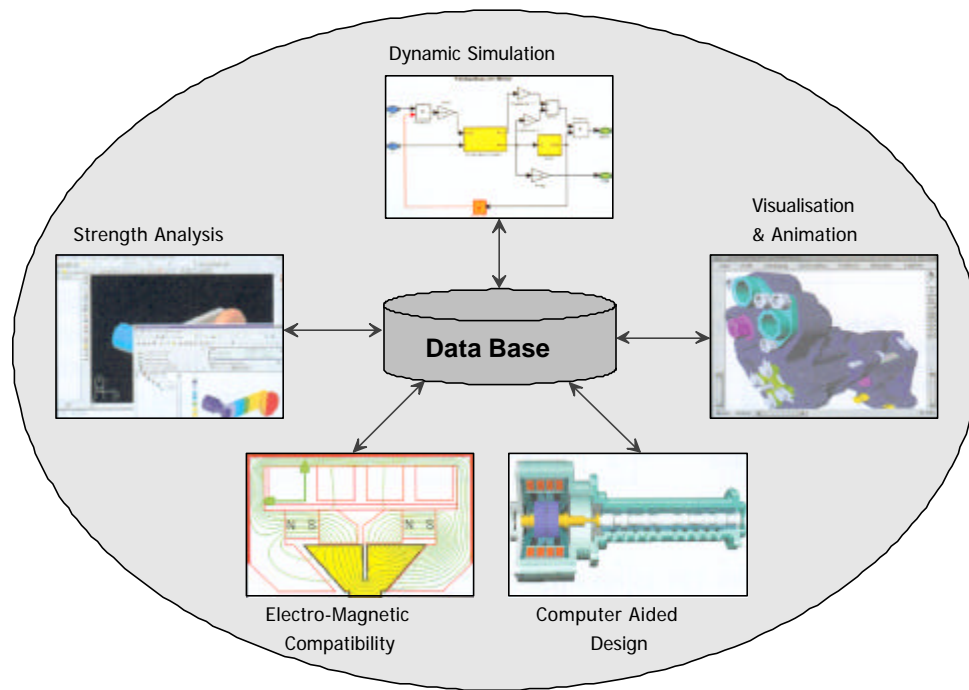 Dynamic Simulation
Visualisation
& Animation
Strength Analysis
Data Base
N S
N S
Electro-Magnetic
Compatibility
Computer Aided
Design